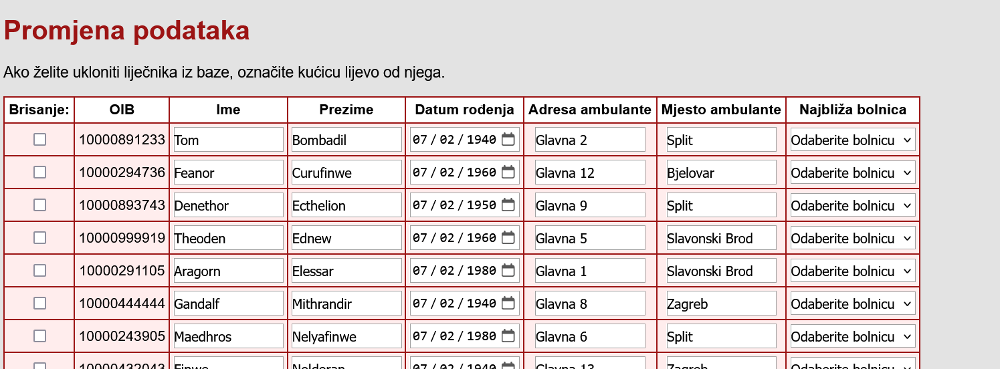 Promjena podataka
Ako želite ukloniti liječnika iz baze, označite kućicu lijevo od njega.
Brisanje: OIB Ime Prezime Datum rođenja Adresa ambulante Mjesto ambulante Najbliža bolnica
10000891233 Tom Bombadil 07/02/1940 Glavna 2 Split Odaberite bolnicu
10000294736 Feanor Curufinwe 07/02/1960 Glavna 12 Bjelovar Odaberite bolnicu
10000893743 Denethor Ecthelion 07/02/1950 Glavna 9 Split Odaberite bolnicu
10000999919 Theoden Ednew 07/02/1960 Glavna 5 Slavonski Brod Odaberite bolnicu
10000291105 Aragorn Elessar 07/02/1980 Glavna 1 Slavonski Brod Odaberite bolnicu
10000444444 Gandalf Mithrandir 07/02/1940 Glavna 8 Zagreb Odaberite bolnicu
10000243905 Maedhros Nelyafinwe 07/02/1980 Glavna 6 Split Odaberite bolnicu
10000432043 Finwe Noldoran 07/02/1940 Glavna 13 Zagreb Odaberite bolnicu